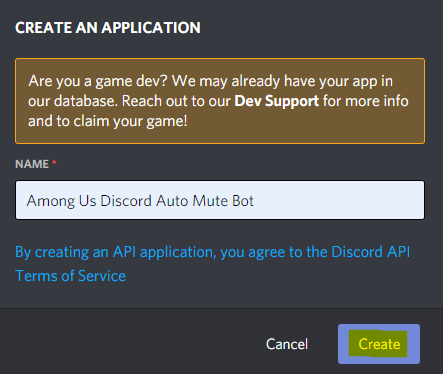 CREATE AN APPLICATION
Are you a game dev? We may already have your app in
our database. Reach out to our Dev Support for more info
and to claim your game!
NAME *
Among Us Discord Auto Mute Bot
By creating an API application, you agree to the Discord API
Terms of Service
Cancel Create